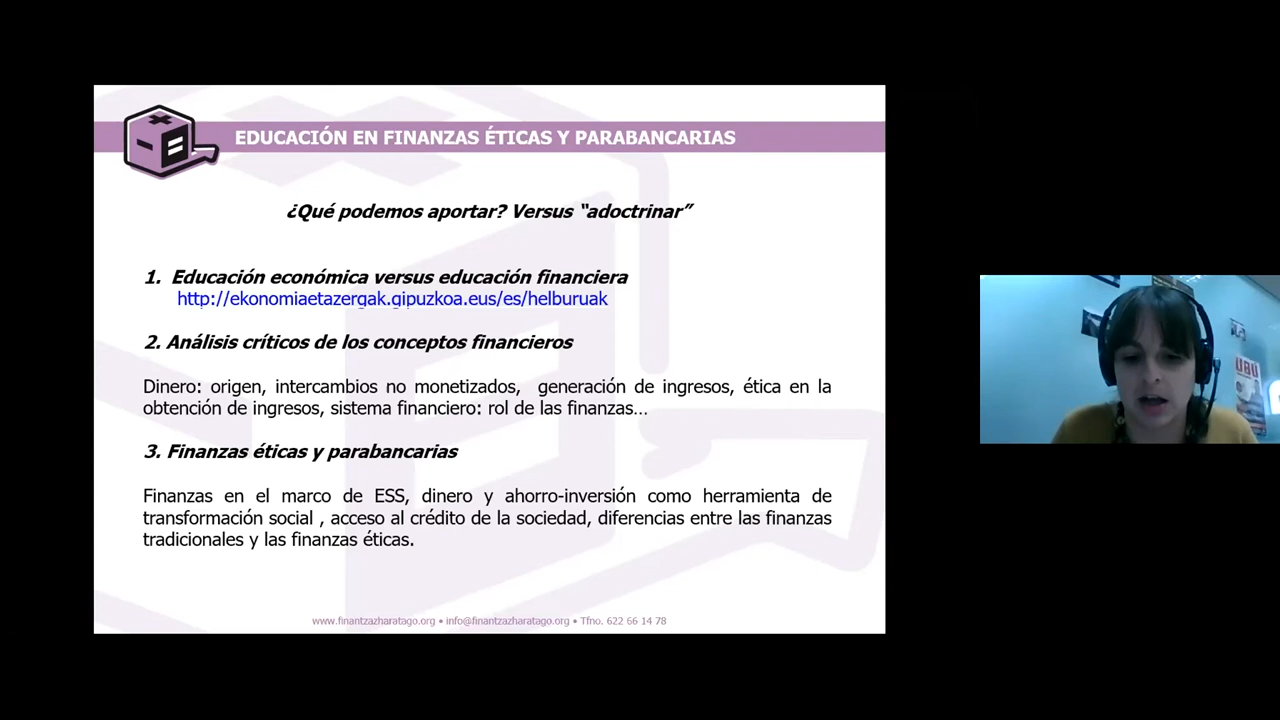 EDUCACIÓN EN FINANZAS ÉTICAS Y PARABANCARIAS
¿Qué podemos aportar? Versus “adoctrinar”
1. Educación económica versus educación financiera
http://ekonomiaetazergak.gipuzkoa.eus/es/helburuak
2. Análisis críticos de los conceptos financieros
Dinero: origen, intercambios no monetizados, generación de ingresos, ética en la
obtención de ingresos, sistema financiero: rol de las finanzas…
3. Finanzas éticas y parabancarias
Finanzas en el marco de ESS, dinero y ahorro-inversión como herramienta de
transformación social , acceso al crédito de la sociedad, diferencias entre las finanzas
tradicionales y las finanzas éticas.
www.finantzazharatago.org • info@finantzazharatago.org • Tfno. 622 66 14 78
UBU